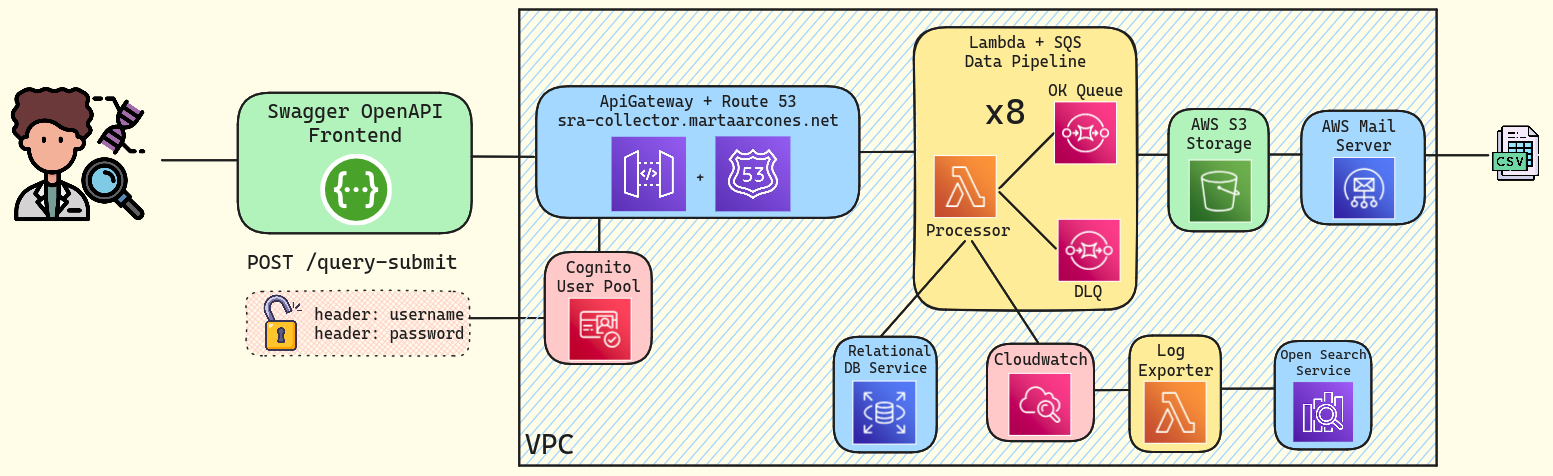 Swagger OpenAPI
Frontend
{···}
POST /query-submit
header: username
header: password
ApiGateway + Route 53
sra-collector.martaarcones.net
</>
+
53
Cognito
User Pool
Lambda + SQS
Data Pipeline
x8
OK Queue
Processor
DLQ
AWS S3
Storage
AWS Mail
Server
CSV
Relational
DB Service
Cloudwatch
Log
Exporter
Open Search
Service
VPC